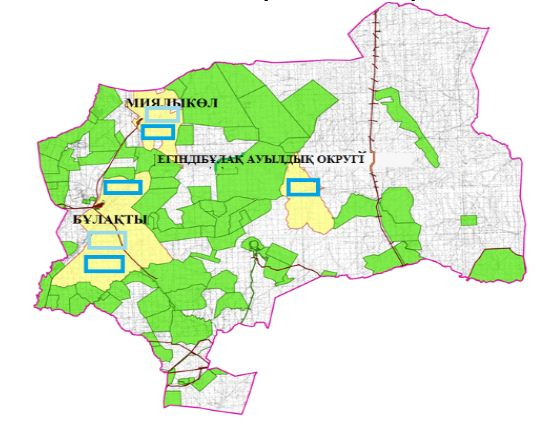 МИЯЛЫКӨЛ
ЕГІНДІБҰЛАҚ АУЫЛДЫҚ ОКРУГІ
БҰЛАҚТЫ